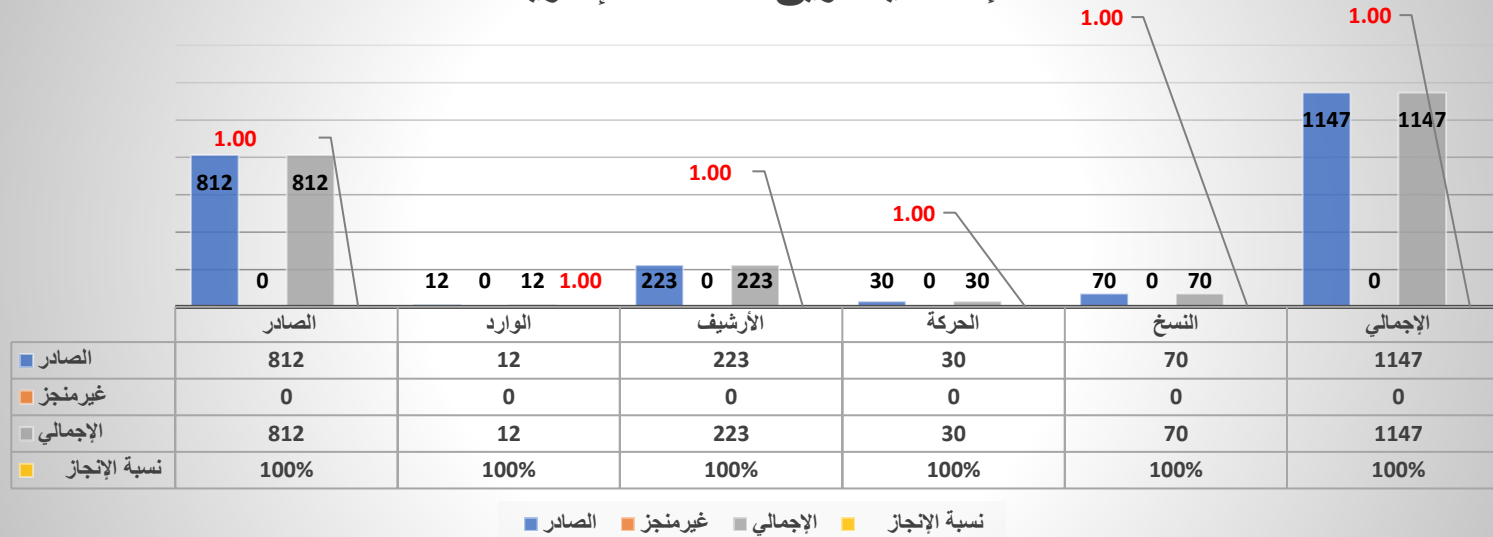 1.00 1.00
1.00
1.00
1.00
812 0 812
12 0 12 1.00
223 0 223
30 0 30
70 0 70
1147 0 1147
الصادر الوارد الأرشيف الحركة النسخ الإجمالي
الصادر 812 12 223 30 70 1147
غيرمنجز 0 0 0 0 0 0
الإجمالي 812 12 223 30 70 1147
نسبة الإنجاز 100% 100% 100% 100% 100% 100%
الصادر غيرمنجز الإجمالي نسبة الإنجاز